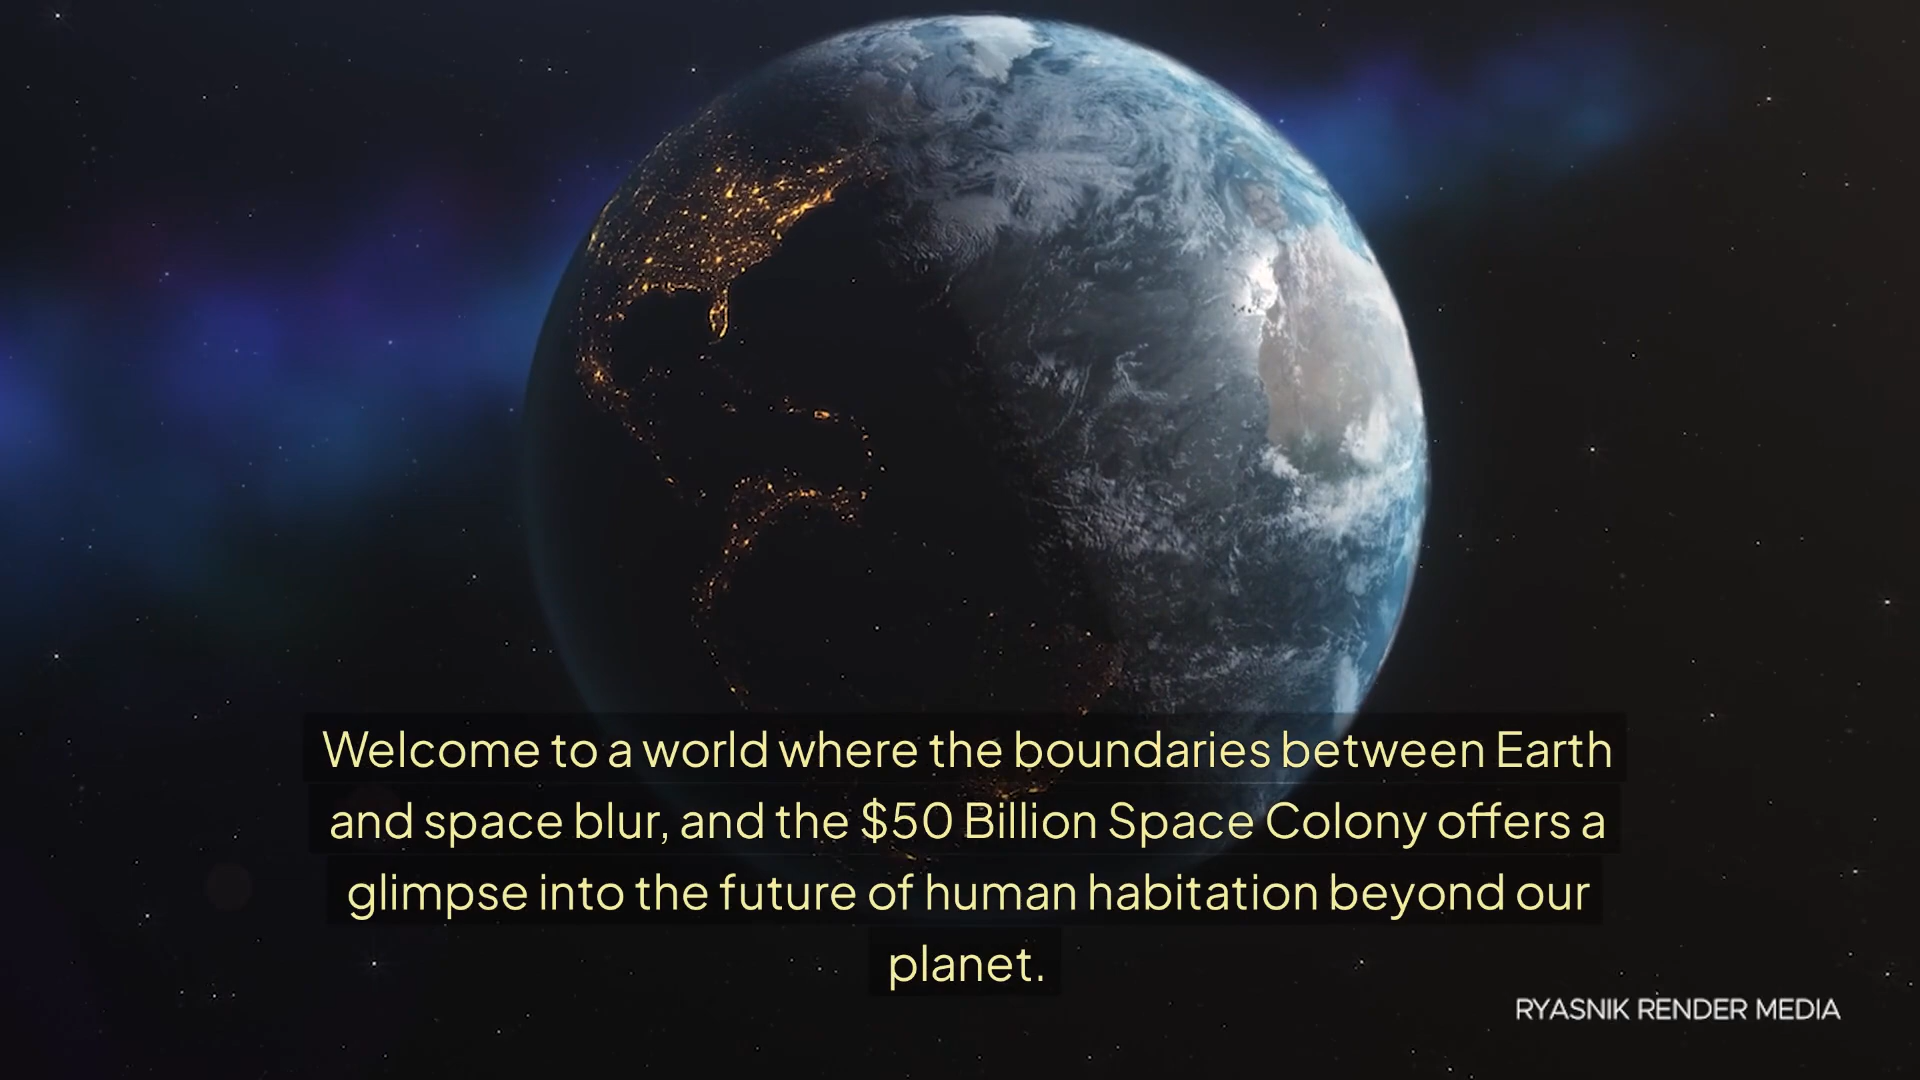 Welcome to a world where the boundaries between Earth
and space blur, and the $50 Billion Space Colony offers a
glimpse into the future of human habitation beyond our
planet.
RYASNIK RENDER MEDIA